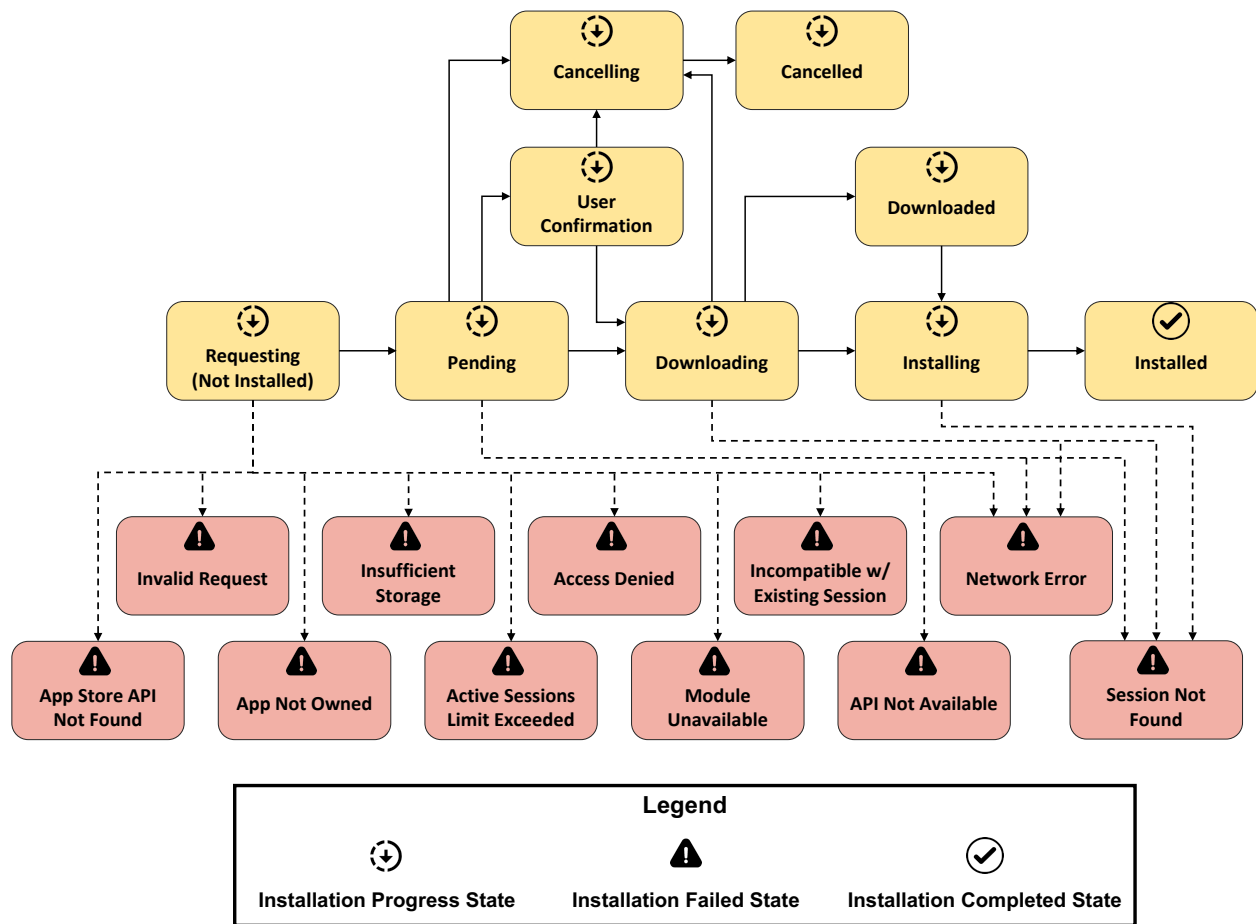 Cancelling
Cancelled
User
Confirmation
Downloaded
Requesting
(Not Installed)
Pending
Downloading
Installing
Installed
Invalid Request
Insufficient
Storage
Access Denied
Incompatible w/
Existing Session
Network Error
App Store API
Not Found
App Not Owned
Active Sessions
Limit Exceeded
Module
Unavailable
API Not Available
Session Not
Found
Legend
Installation Progress State
Installation Failed State
Installation Completed State